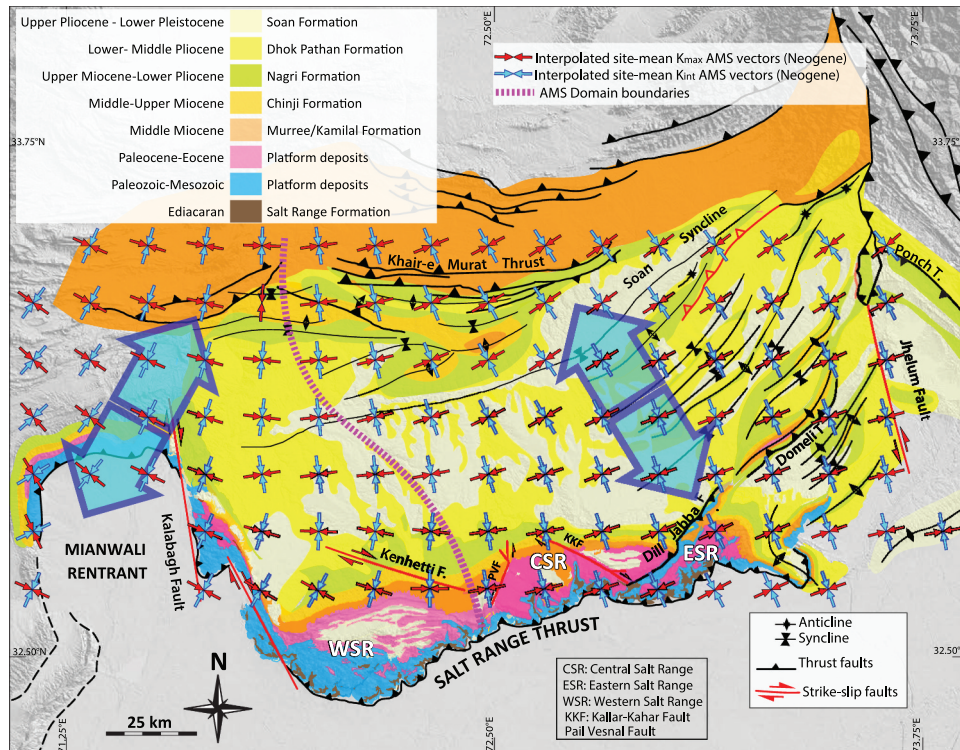 Upper Pliocene - Lower Pleistocene Soan Formation
Lower- Middle Pliocene Dhok Pathan Formation
Upper Miocene-Lower Pliocene Nagri Formation
Middle-Upper Miocene Chinji Formation
Middle Miocene Murree/Kamilal Formation
Paleocene-Eocene Platform deposits
Paleozoic-Mesozoic Platform deposits
Ediacaran Salt Range Formation
72.50°E
73.75°E
Interpolated site-mean Kmax AMS vectors (Neogene)
Interpolated site-mean Kint AMS vectors (Neogene)
AMS Domain boundaries
33.75°N
33.75°N
Khair-e Murat Thrust
Soan Syncline
Ponch T.
Jhelum Fault
Domeli T
Dill Jabba F
MIANWALI
RENTRANT
Kalabagh Fault
Kenhetti F.
PVF
KKF
CSR
ESR
WSR
SALT RANGE THRUST
32.50°N
32.50°N
N
25 km
CSR: Central Salt Range
ESR: Eastern Salt Range
WSR: Western Salt Range
KKF: Kallar-Kahar Fault
Pail Vesnal Fault
Anticline
Syncline
Thrust faults
Strike-slip faults
71.25°E
72.50°E
73.75°E